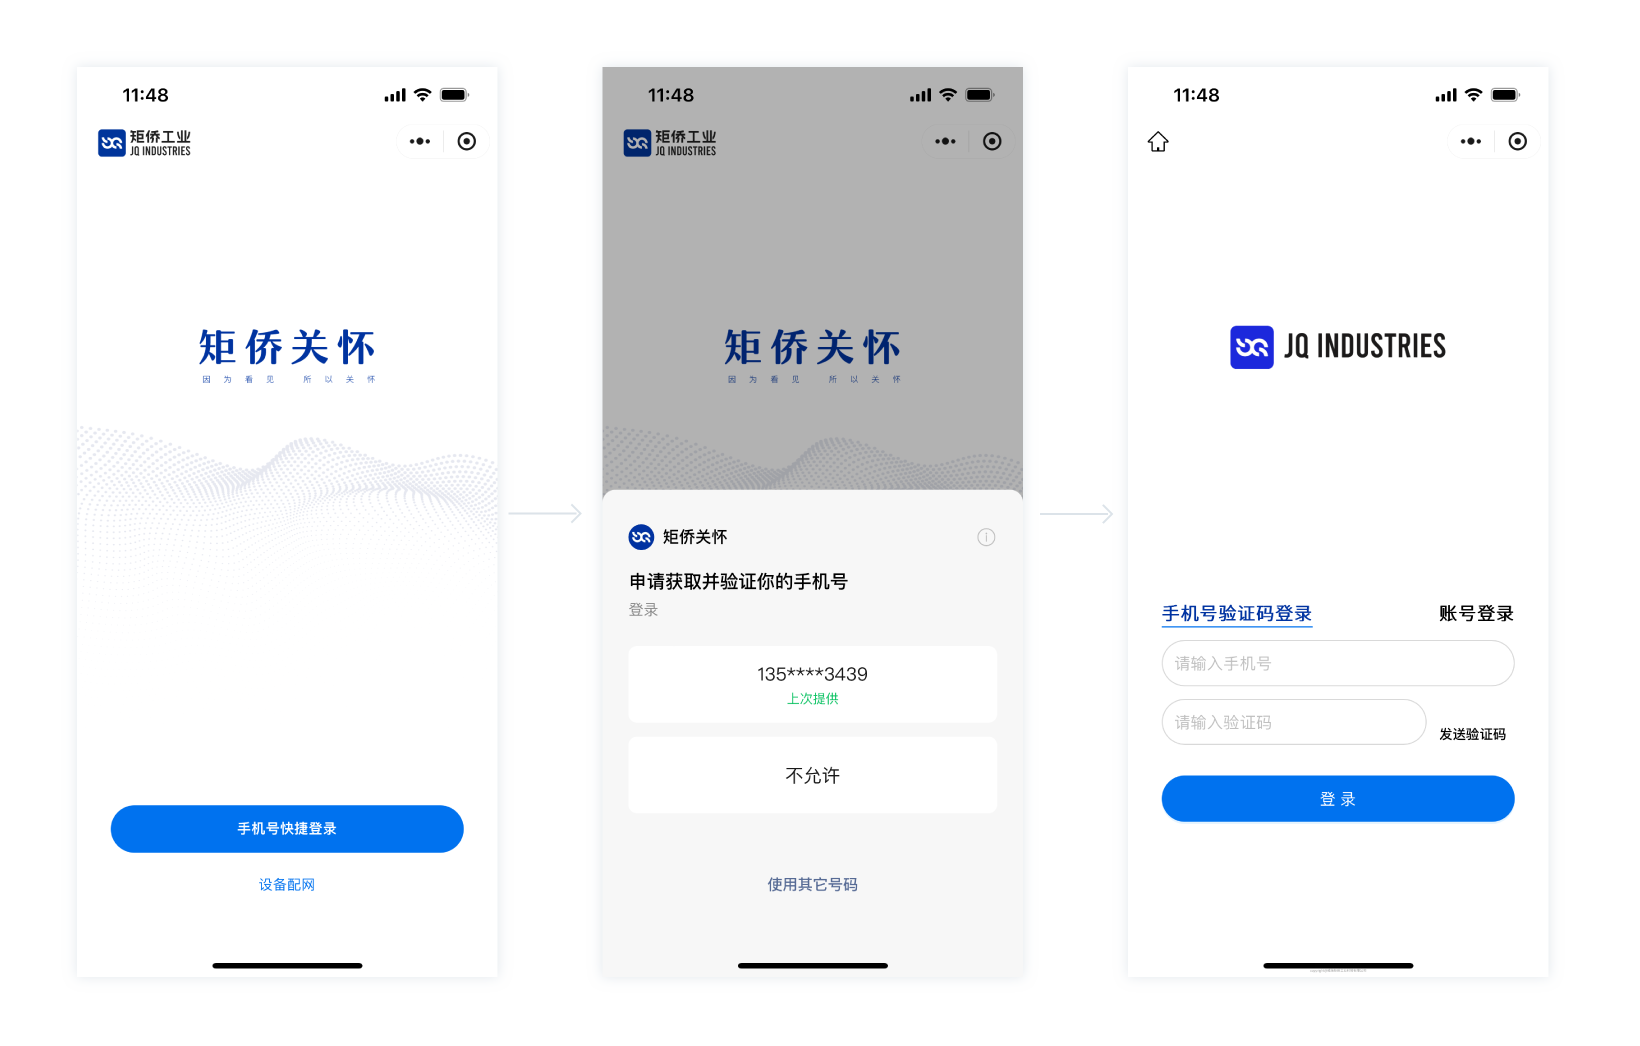 11:48
矩侨工业
JQ INDUSTRIES
矩侨关怀
因为看见 所以关怀
手机号快捷登录
设备配网
11:48
矩侨工业
JQ INDUSTRIES
矩侨关怀
因为看见 所以关怀
矩侨关怀
申请获取并验证你的手机号
登录
135****3439
上次提供
不允许
使用其它号码
11:48
JQ INDUSTRIES
手机号验证码登录 账号登录
请输入手机号
请输入验证码 发送验证码
登 录